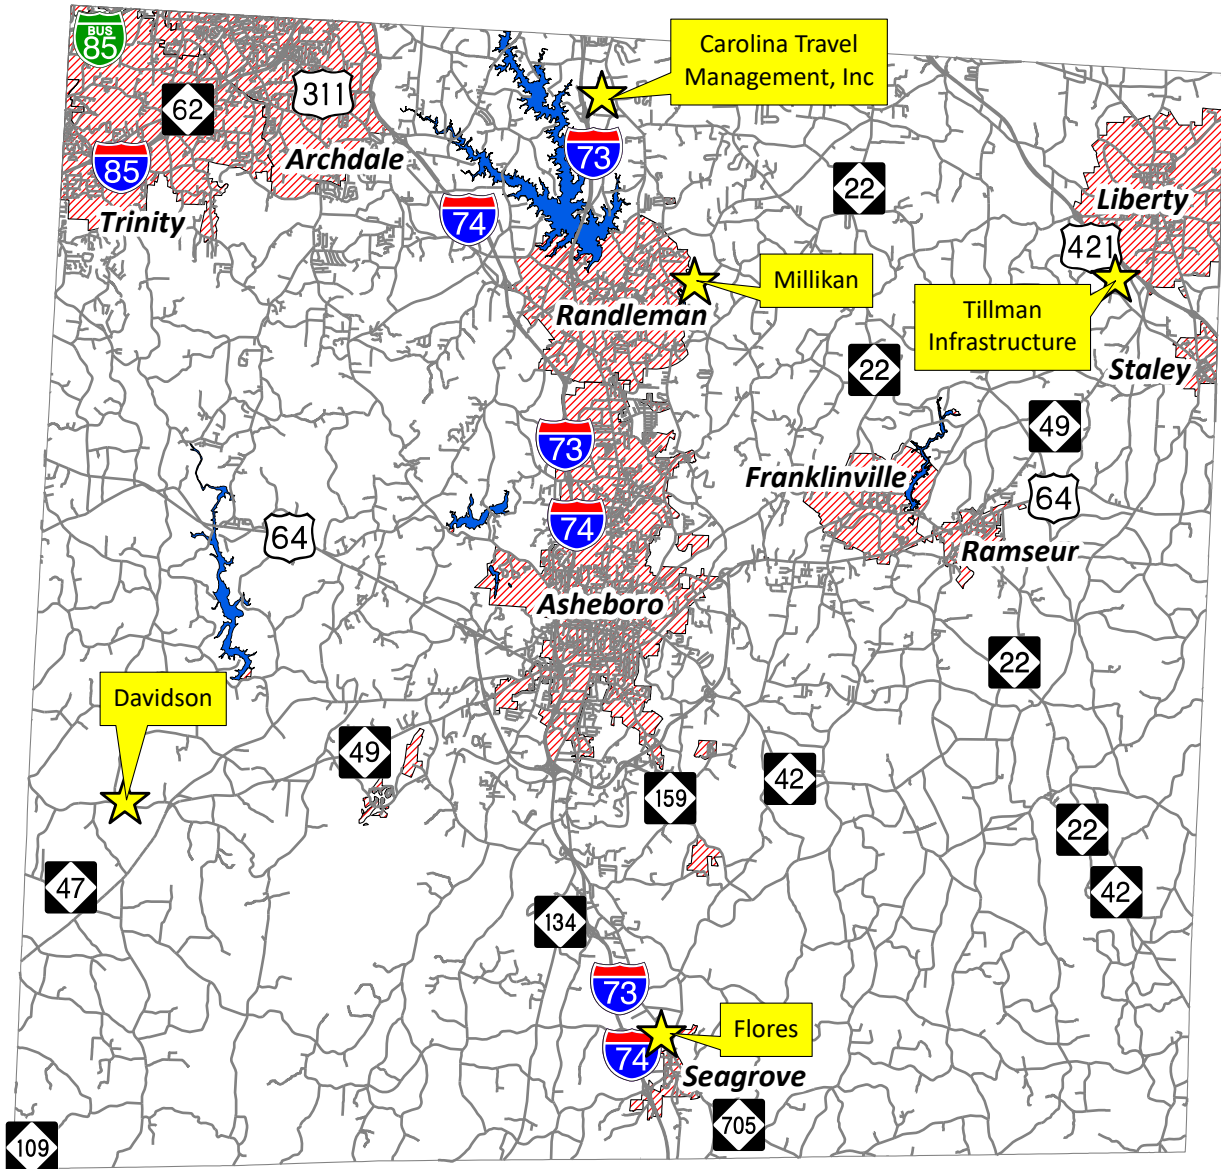 BUS
85
Carolina Travel
Management, Inc
62
311
Archdale
85
Trinity
73
74
22
Liberty
421
Millikan
Tillman
Infrastructure
Randleman
22
Staley
49
73
Franklinville
64
74
64
Ramseur
Asheboro
22
Davidson
49
159
42
22
47
42
134
73
Flores
74
Seagrove
705
109